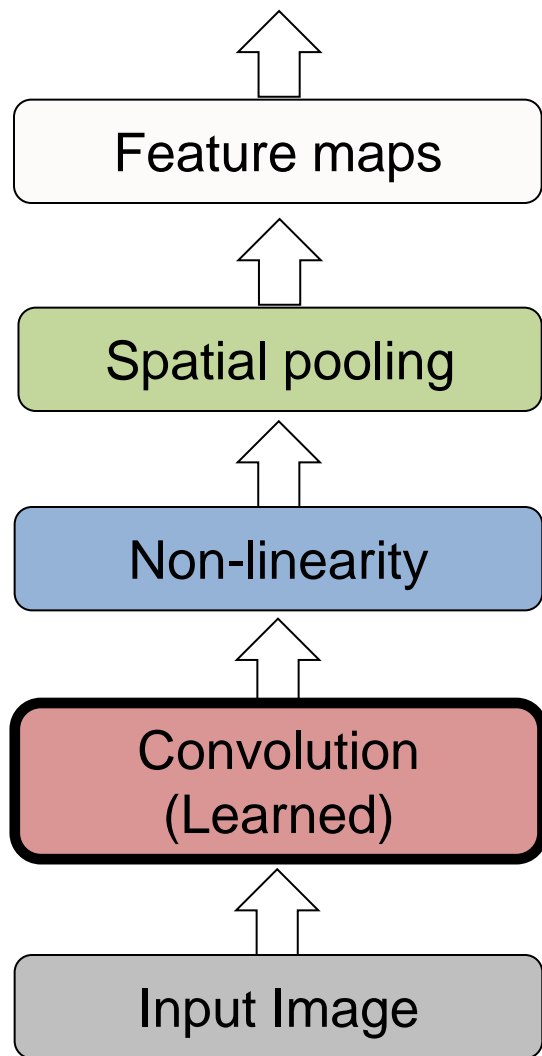 Feature maps
Spatial pooling
Non-linearity
Convolution
(Learned)
Input Image